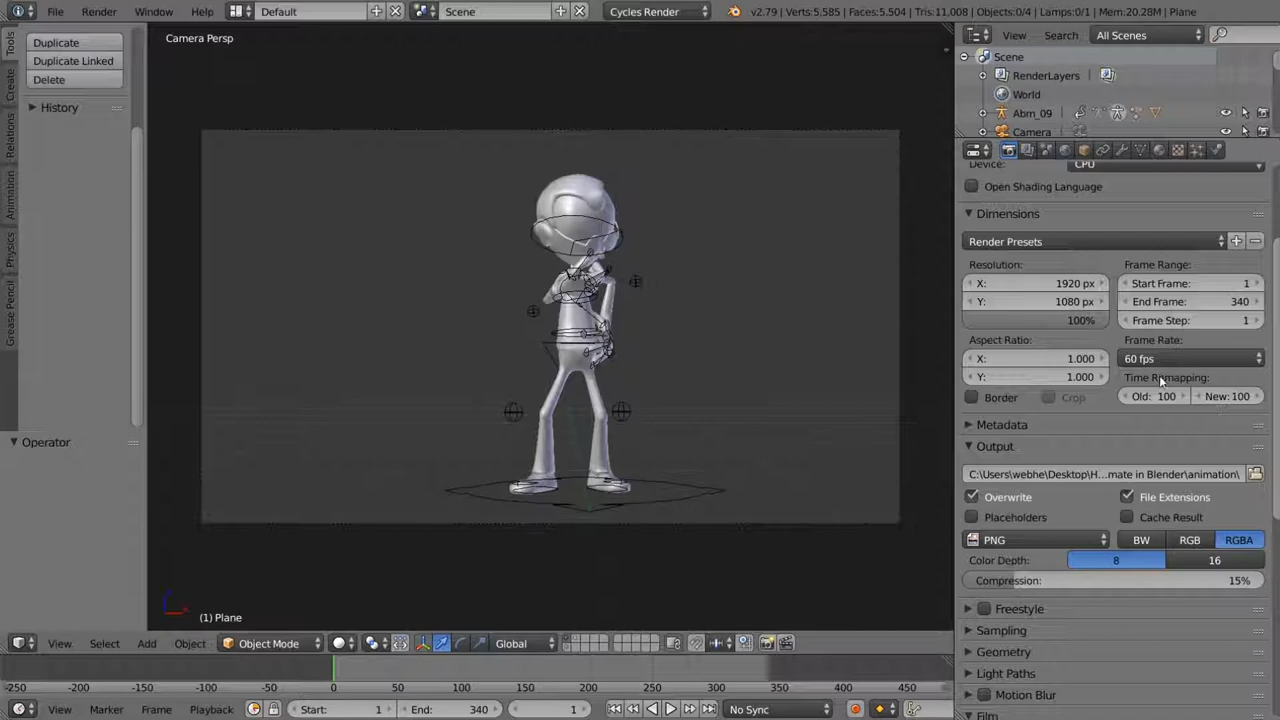 File Render Window Help Default Scene Cycles Render v2.79 | Verts:5,585 | Faces:5,504 | Tris:11,008 | Objects:0/4 | Lamps:0/1 | Mem:20.28M | Plane
Tools
Create
Relations
Animation
Physics
Grease Pencil
Duplicate
Duplicate Linked
Delete
History
Operator
Camera Persp
(1) Plane
View Search All Scenes
Scene
RenderLayers
World
Abm_09
Camera
Device: CPU
Open Shading Language
Dimensions
Render Presets
Resolution: Frame Range:
X: 1920 px Start Frame: 1
Y: 1080 px End Frame: 340
100% Frame Step: 1
Aspect Ratio: Frame Rate:
X: 1.000 60 fps
Y: 1.000 Time Remapping:
Border Crop Old: 100 New: 100
Metadata
Output
C:\Users\webhe\Desktop\H...mate in Blender\animation\
Overwrite File Extensions
Placeholders Cache Result
PNG BW RGB RGBA
Color Depth: 8 16
Compression: 15%
Freestyle
Sampling
Geometry
Light Paths
Motion Blur
Film
View Select Add Object Object Mode Global
-250 -200 -150 -100 -50 0 50 100 150 200 250 300 350 400 450
View Marker Frame Playback Start: 1 End: 340 1 No Sync